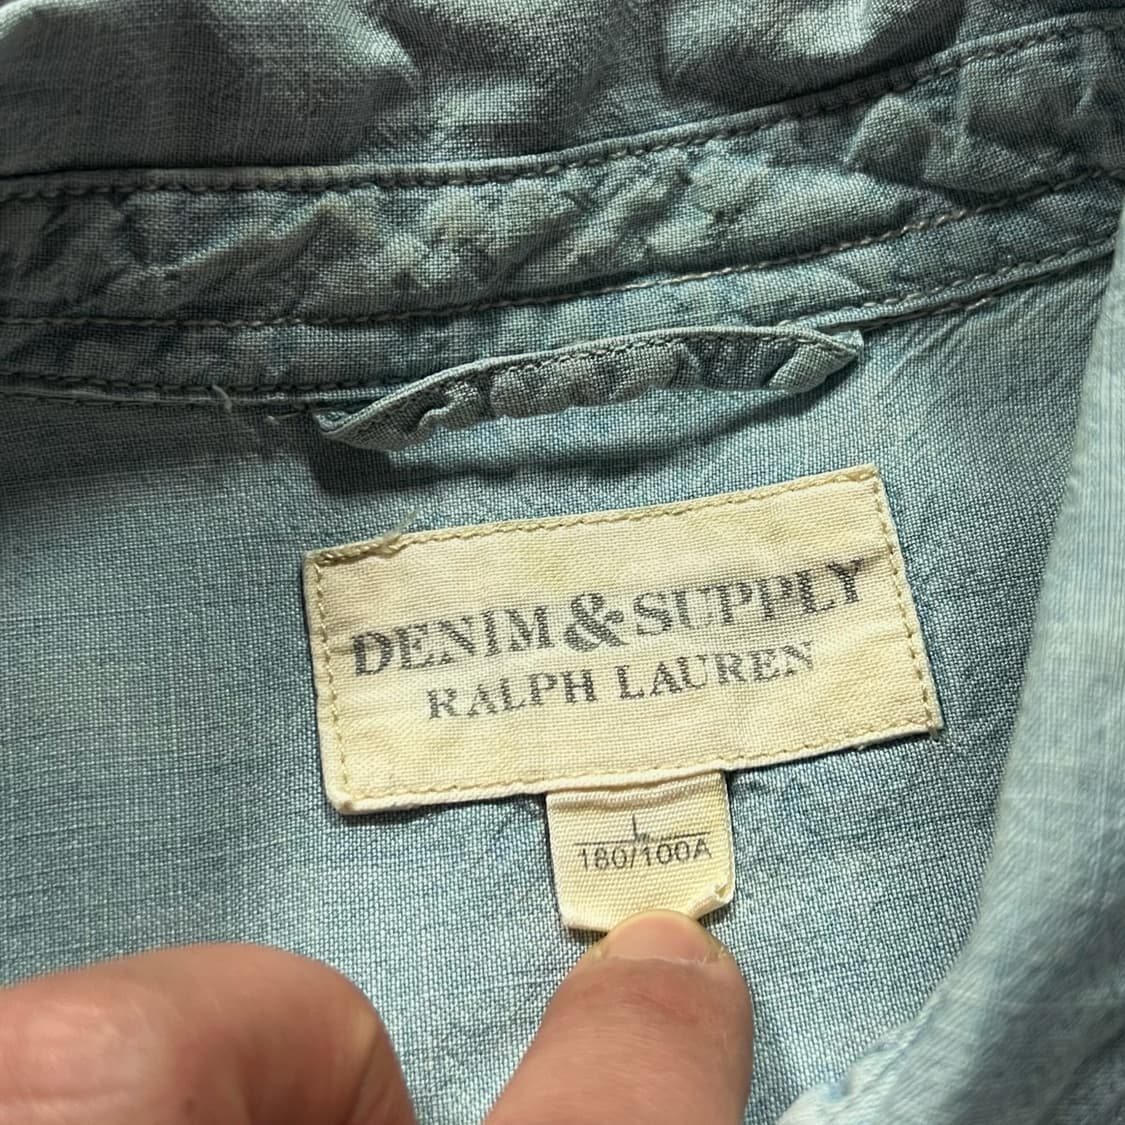 DENIM & SUPPLY
RALPH LAUREN
L
180/100A